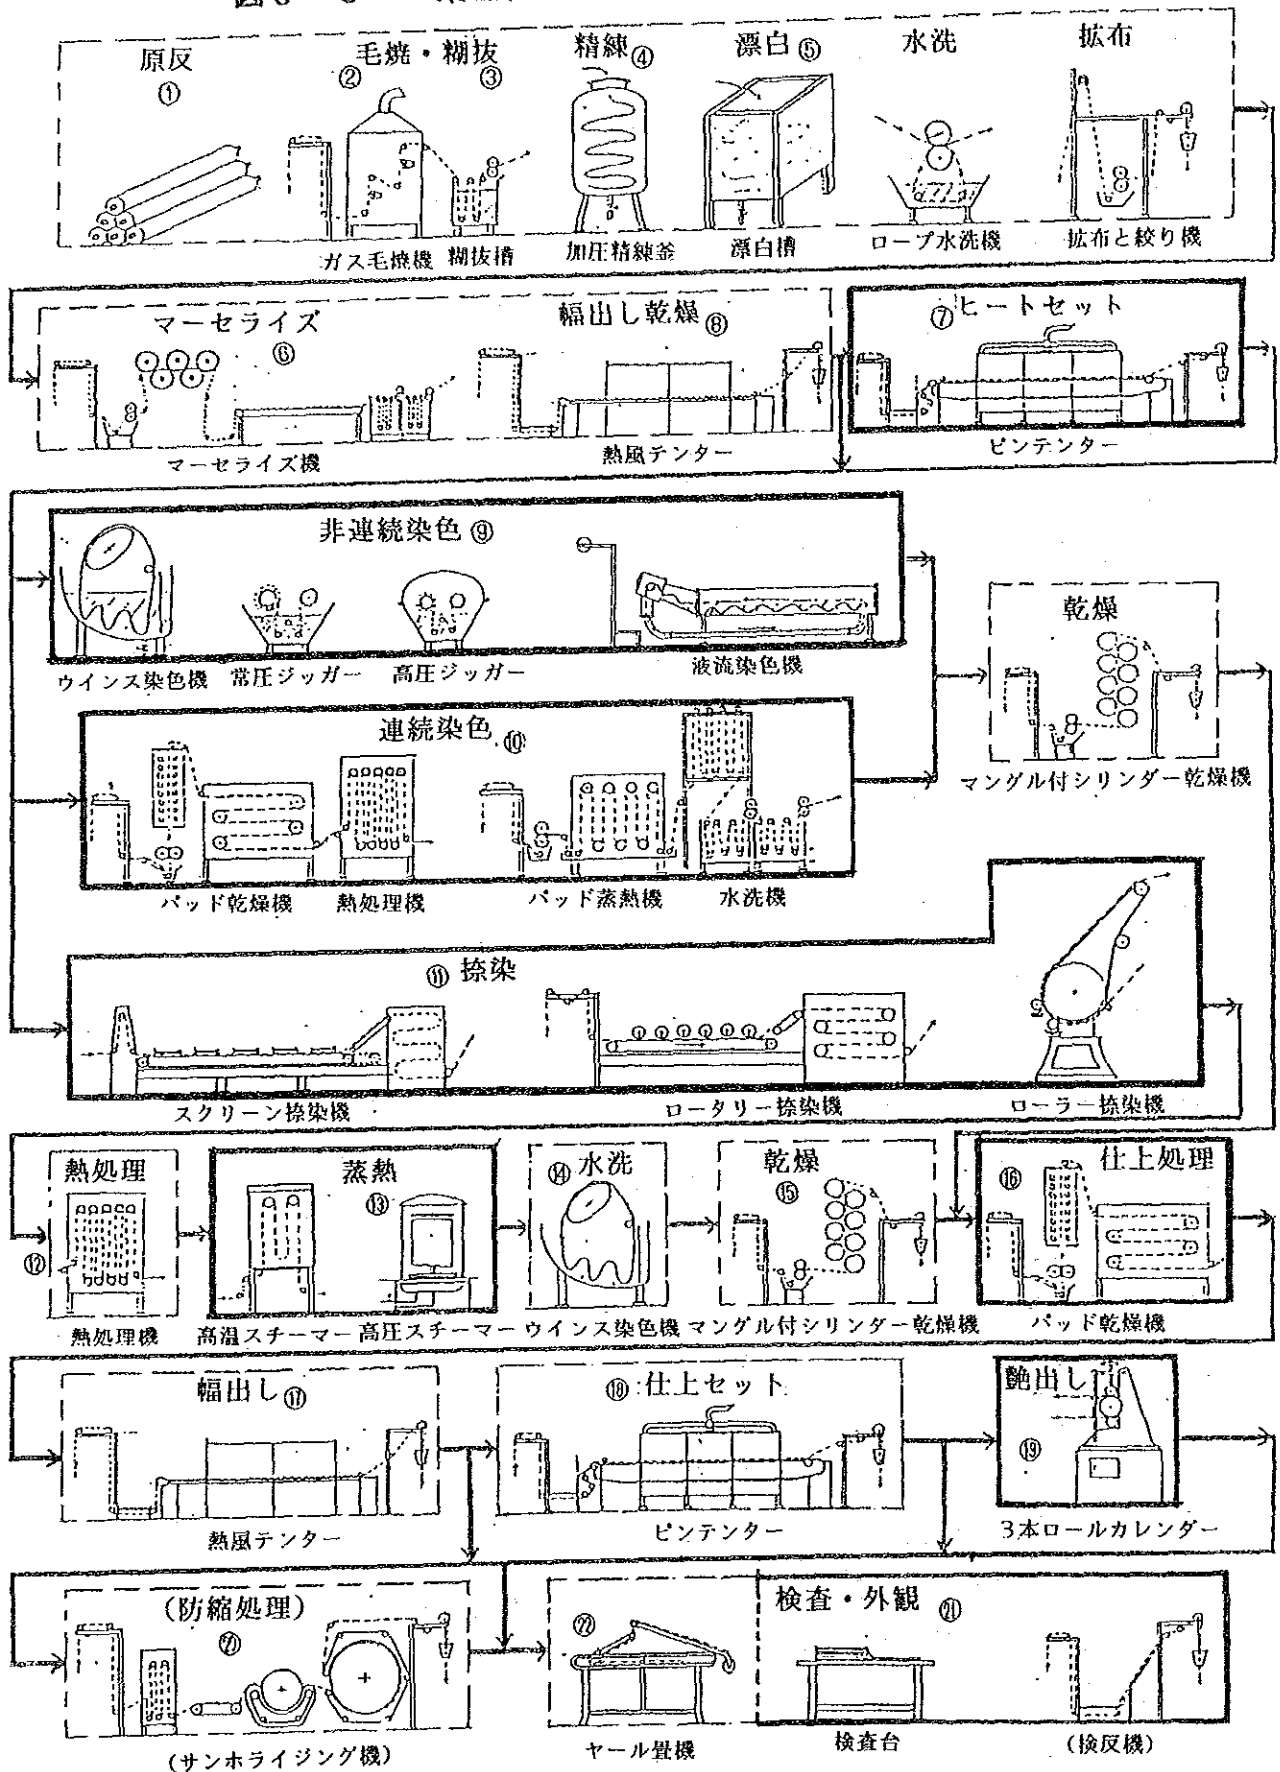 原反 毛焼・糊抜 精練 漂白 水洗 拡布
① ② ③ ④ ⑤
ガス毛焼機 糊抜槽 加圧精練釜 漂白槽 ロープ水洗機 拡布と絞り機
マーセライズ ⑥ 幅出し乾燥 ⑧ ⑦ ヒートセット
マーセライズ機 熱風テンター ピンテンター
非連続染色 ⑨
ウインス染色機 常圧ジッガー 高圧ジッガー 液流染色機
乾燥
マングル付シリンダー乾燥機
連続染色 ⑩
パッド乾燥機 熱処理機 パッド蒸熱機 水洗機
⑪ 捺染
スクリーン捺染機 ロータリー捺染機 ローラー捺染機
熱処理 蒸熱 水洗 乾燥 仕上処理
⑫ ⑬ ⑭ ⑮ ⑯
熱処理機 高温スチーマー 高圧スチーマー ウインス染色機 マングル付シリンダー乾燥機 パッド乾燥機
幅出し ⑰ ⑱ 仕上セット 艶出し ⑲
熱風テンター ピンテンター 3本ロールカレンダー
(防縮処理) ⑳ ㉒ 検査・外観 ㉑
(サンホライジング機) ヤール畳機 検査台 (検反機)